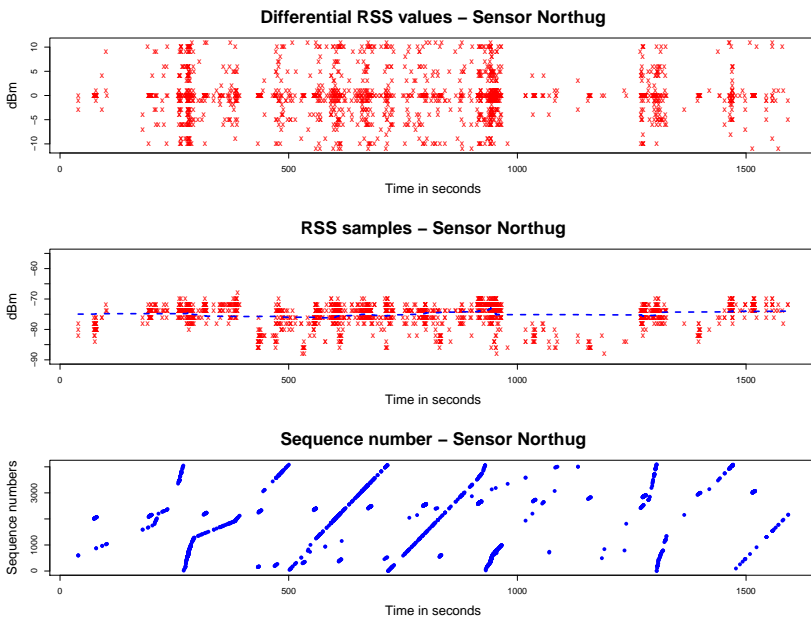 Differential RSS values – Sensor Northug
dBm
10
5
0
−5
−10
0
500
1000
1500
Time in seconds
RSS samples – Sensor Northug
dBm
−60
−70
−80
−90
0
500
1000
1500
Time in seconds
Sequence number – Sensor Northug
Sequence numbers
3000
1000
0
0
500
1000
1500
Time in seconds